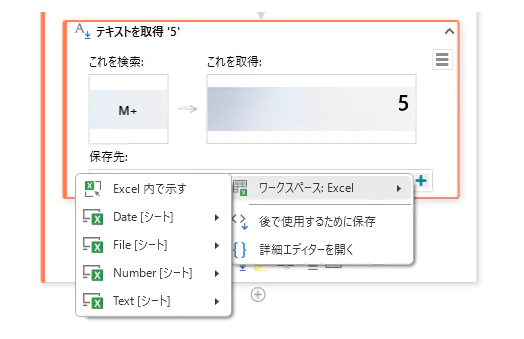 テキストを取得 '5'
これを検索:
これを取得:
M+
5
保存先:
Excel 内で示す
Date [シート]
File [シート]
Number [シート]
Text [シート]
ワークスペース: Excel
後で使用するために保存
詳細エディターを開く